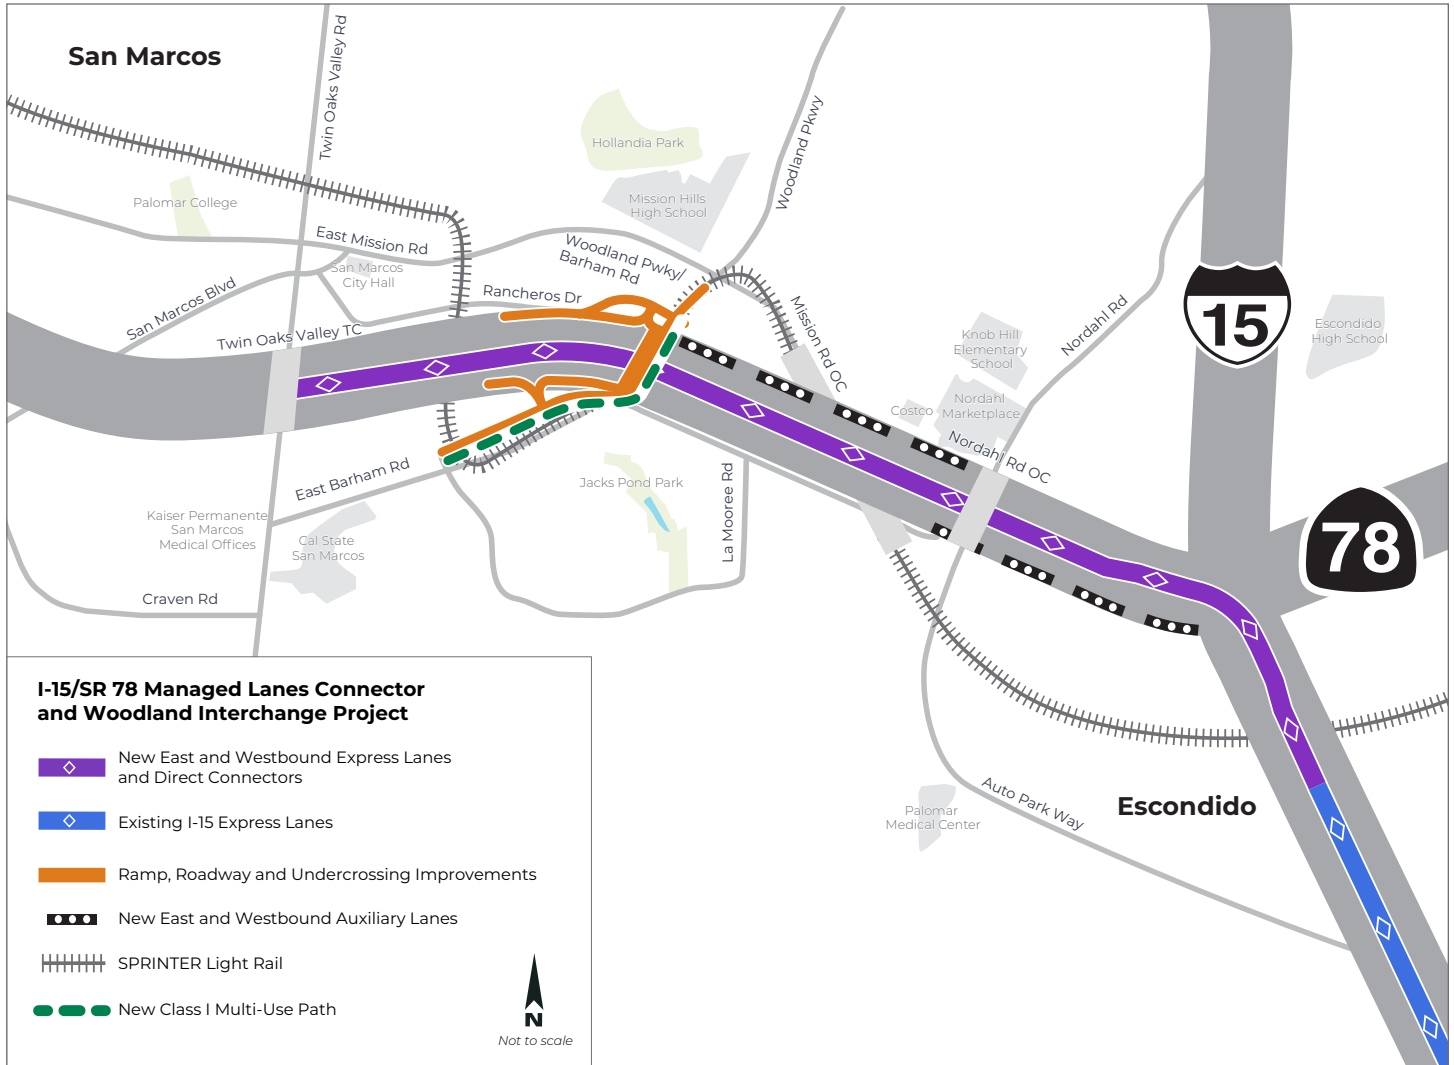 San Marcos
Twin Oaks Valley Rd
Hollandia Park
Woodland Pkwy
Palomar College
Mission Hills
High School
East Mission Rd
Woodland Pwky/
Barham Rd
San Marcos
City Hall
San Marcos Blvd
Rancheros Dr
Twin Oaks Valley TC
Mission Rd OC
Nordahl Rd
15
Knob Hill
Elementary
School
Escondido
High School
Costco
Nordahl
Marketplace
Nordahl Rd OC
East Barham Rd
Jacks Pond Park
La Mooree Rd
Kaiser Permanente
San Marcos
Medical Offices
Cal State
San Marcos
78
Craven Rd
Auto Park Way
Escondido
Palomar
Medical Center
I-15/SR 78 Managed Lanes Connector
and Woodland Interchange Project
New East and Westbound Express Lanes
and Direct Connectors
Existing I-15 Express Lanes
Ramp, Roadway and Undercrossing Improvements
New East and Westbound Auxiliary Lanes
SPRINTER Light Rail
New Class I Multi-Use Path
N
Not to scale